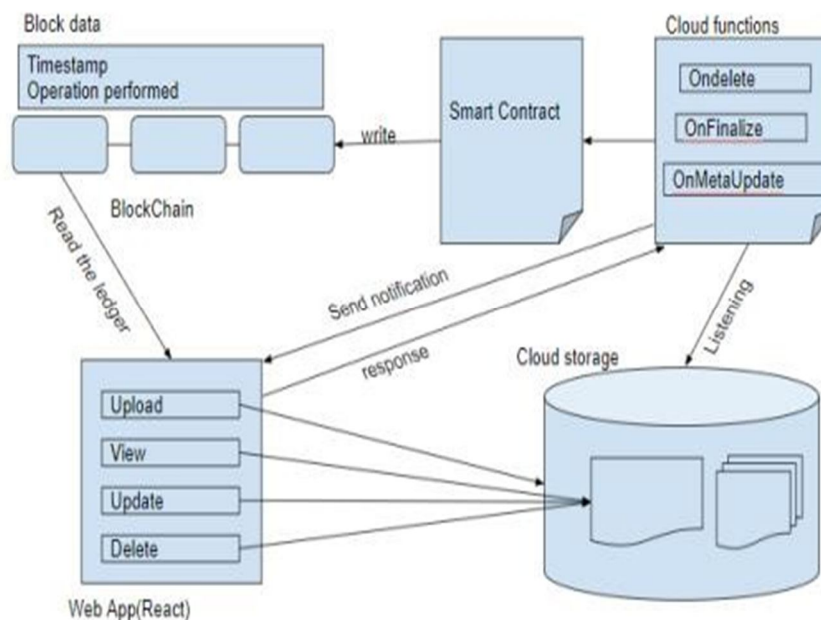 Block data
Timestamp
Operation performed
BlockChain
write
Smart Contract
Cloud functions
Ondelete
OnFinalize
OnMetaUpdate
Read the ledger
Send notification
response
Listening
Cloud storage
Upload
View
Update
Delete
Web App(React)